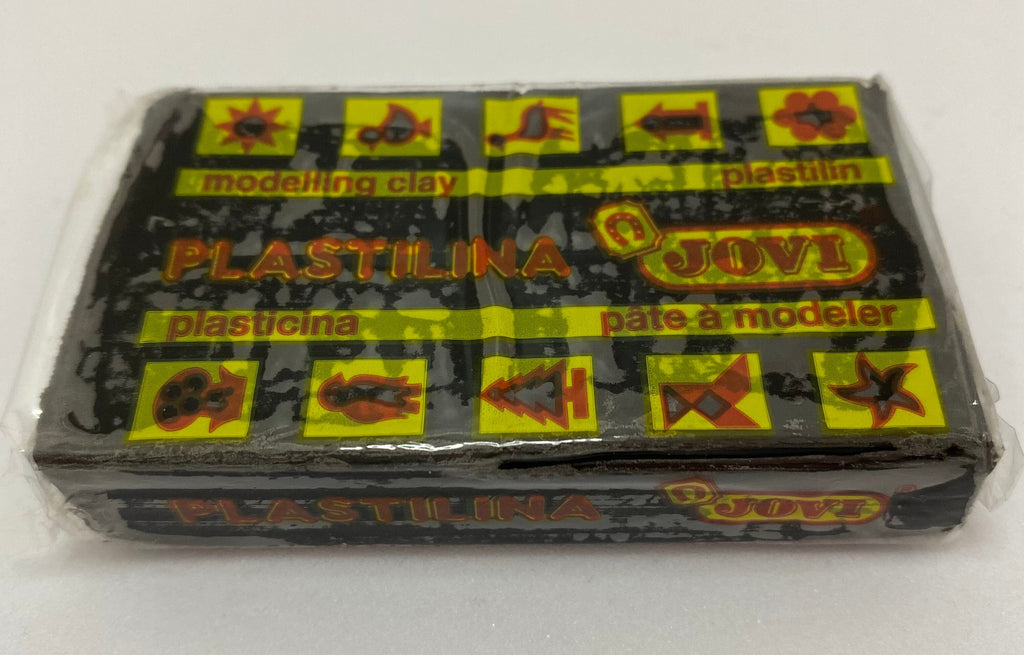 modelling clay plastilin
PLASTILINA JOVI
plasticina pâte à modeler
PLASTILINA JOVI